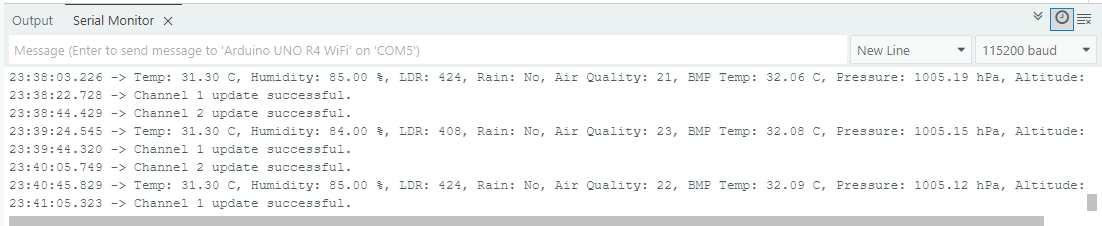 Output Serial Monitor ×
Message (Enter to send message to 'Arduino UNO R4 WiFi' on 'COM5') New Line 115200 baud
23:38:03.226 -> Temp: 31.30 C, Humidity: 85.00 %, LDR: 424, Rain: No, Air Quality: 21, BMP Temp: 32.06 C, Pressure: 1005.19 hPa, Altitude:
23:38:22.728 -> Channel 1 update successful.
23:38:44.429 -> Channel 2 update successful.
23:39:24.545 -> Temp: 31.30 C, Humidity: 84.00 %, LDR: 408, Rain: No, Air Quality: 23, BMP Temp: 32.08 C, Pressure: 1005.15 hPa, Altitude:
23:39:44.320 -> Channel 1 update successful.
23:40:05.749 -> Channel 2 update successful.
23:40:45.829 -> Temp: 31.30 C, Humidity: 85.00 %, LDR: 424, Rain: No, Air Quality: 22, BMP Temp: 32.09 C, Pressure: 1005.12 hPa, Altitude:
23:41:05.323 -> Channel 1 update successful.